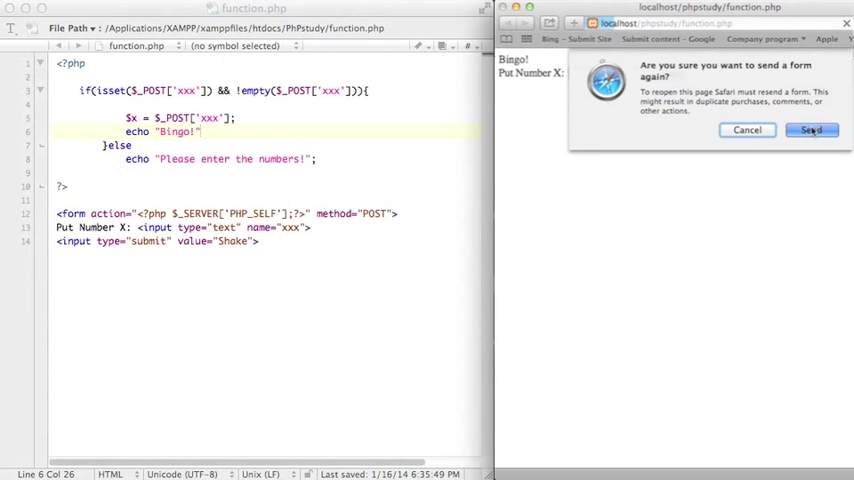 function.php
File Path ▾ : /Applications/XAMPP/xamppfiles/htdocs/PhPstudy/function.php
function.php
(no symbol selected)
1 <?php
2
3 if(isset($_POST['xxx']) && !empty($_POST['xxx'])){
4
5 $x = $_POST['xxx'];
6 echo "Bingo!"
7 }else
8 echo "Please enter the numbers!";
9
10 ?>
11
12 <form action="<?php $_SERVER['PHP_SELF'];?>" method="POST">
13 Put Number X: <input type="text" name="xxx">
14 <input type="submit" value="Shake">
Line 6 Col 26 HTML Unicode (UTF-8) Unix (LF) Last saved: 1/16/14 6:35:49 PM
localhost/phpstudy/function.php
localhost/phpstudy/function.php
Bing – Submit Site Submit content – Google Company program ▾ Apple
Bingo!
Put Number X:
Are you sure you want to send a form
again?
To reopen this page Safari must resend a form. This
might result in duplicate purchases, comments, or
other actions.
Cancel Send